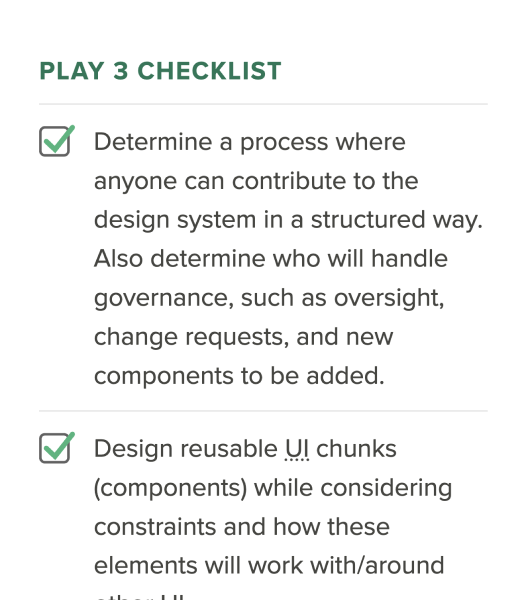 PLAY 3 CHECKLIST
Determine a process where
anyone can contribute to the
design system in a structured way.
Also determine who will handle
governance, such as oversight,
change requests, and new
components to be added.
Design reusable UI chunks
(components) while considering
constraints and how these
elements will work with/around
other UI